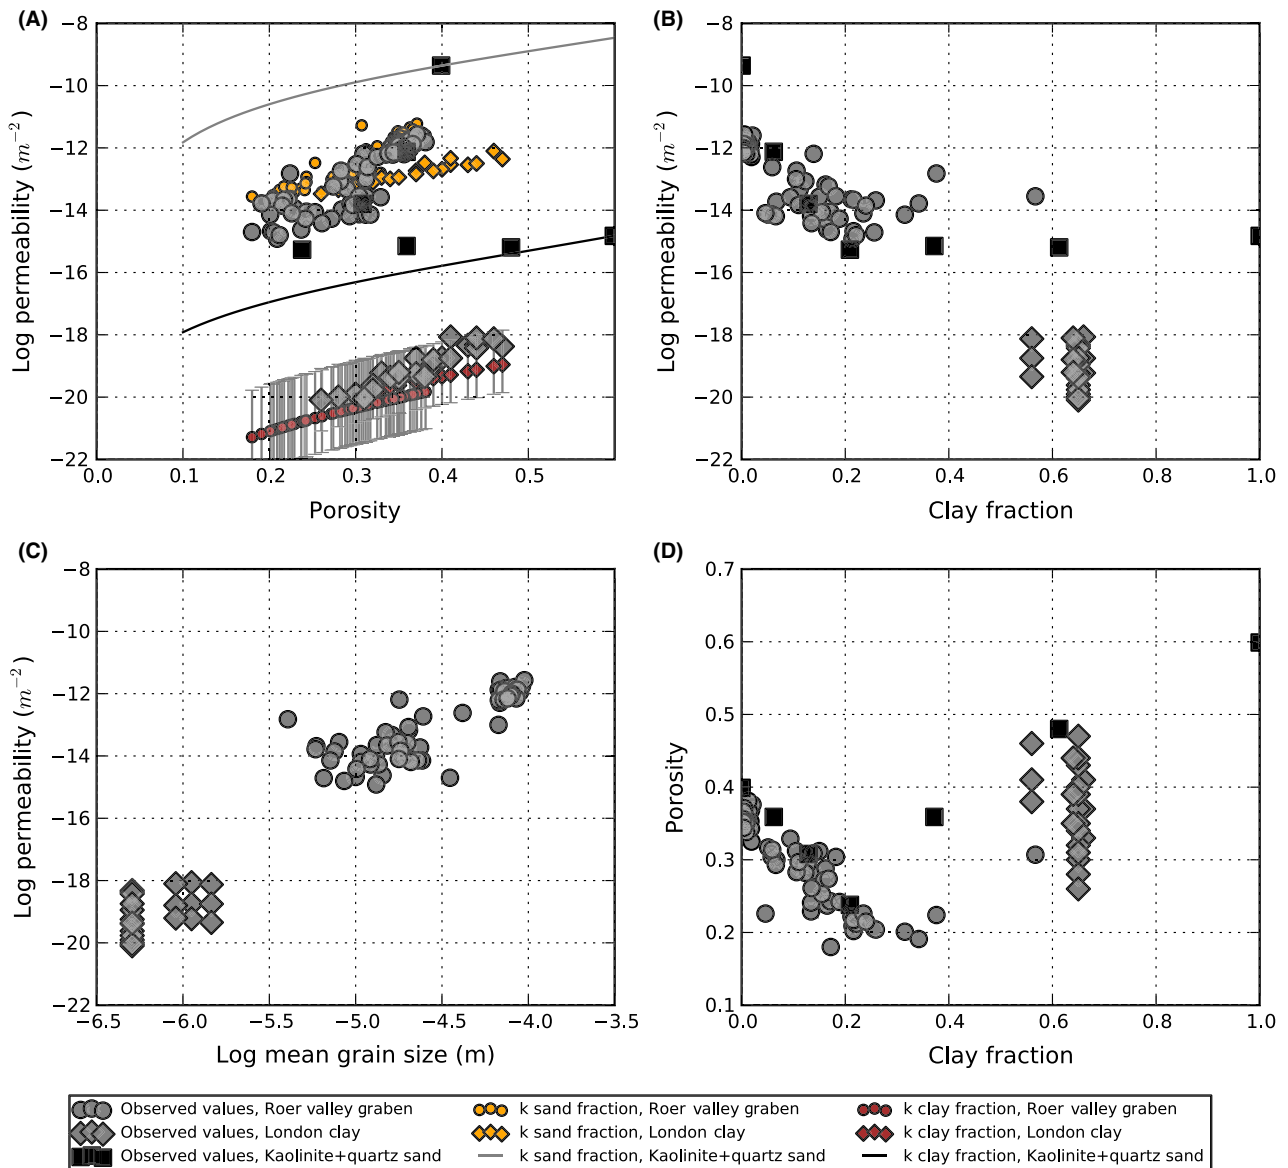 (A)
−8
−10
−12
−14
−16
−18
−20
−22
Log permeability (m⁻²)
0.0 0.1 0.2 0.3 0.4 0.5
Porosity
(B)
−8
−10
−12
−14
−16
−18
−20
−22
Log permeability (m⁻²)
0.0 0.2 0.4 0.6 0.8 1.0
Clay fraction
(C)
−8
−10
−12
−14
−16
−18
−20
−22
Log permeability (m⁻²)
−6.5 −6.0 −5.5 −5.0 −4.5 −4.0 −3.5
Log mean grain size (m)
(D)
0.7
0.6
0.5
0.4
0.3
0.2
0.1
Porosity
0.0 0.2 0.4 0.6 0.8 1.0
Clay fraction
Observed values, Roer valley graben k sand fraction, Roer valley graben k clay fraction, Roer valley graben
Observed values, London clay k sand fraction, London clay k clay fraction, London clay
Observed values, Kaolinite+quartz sand k sand fraction, Kaolinite+quartz sand k clay fraction, Kaolinite+quartz sand